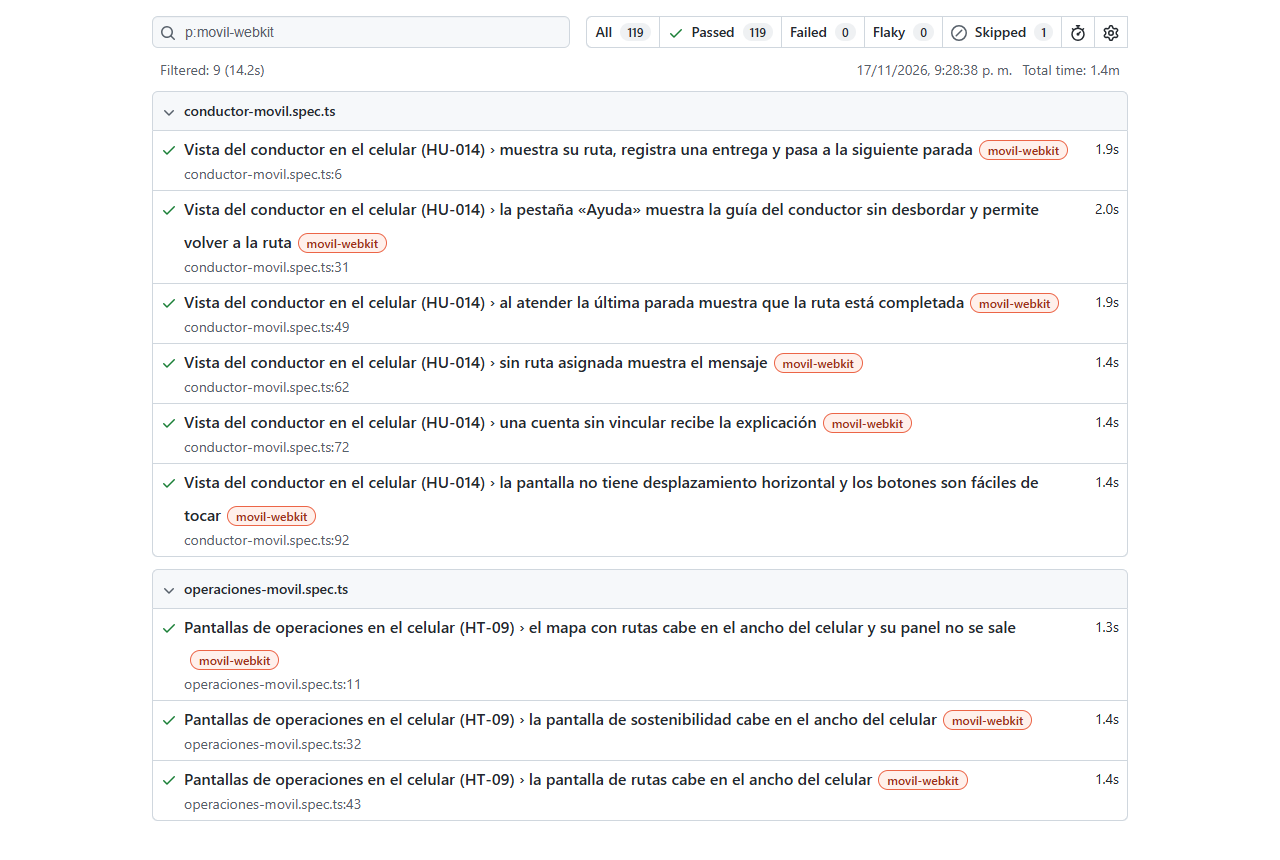 p:movil-webkit
All 119 Passed 119 Failed 0 Flaky 0 Skipped 1
Filtered: 9 (14.2s) 17/11/2026, 9:28:38 p. m. Total time: 1.4m
conductor-movil.spec.ts
Vista del conductor en el celular (HU-014) › muestra su ruta, registra una entrega y pasa a la siguiente parada movil-webkit 1.9s
conductor-movil.spec.ts:6
Vista del conductor en el celular (HU-014) › la pestaña «Ayuda» muestra la guía del conductor sin desbordar y permite 2.0s
volver a la ruta movil-webkit
conductor-movil.spec.ts:31
Vista del conductor en el celular (HU-014) › al atender la última parada muestra que la ruta está completada movil-webkit 1.9s
conductor-movil.spec.ts:49
Vista del conductor en el celular (HU-014) › sin ruta asignada muestra el mensaje movil-webkit 1.4s
conductor-movil.spec.ts:62
Vista del conductor en el celular (HU-014) › una cuenta sin vincular recibe la explicación movil-webkit 1.4s
conductor-movil.spec.ts:72
Vista del conductor en el celular (HU-014) › la pantalla no tiene desplazamiento horizontal y los botones son fáciles de 1.4s
tocar movil-webkit
conductor-movil.spec.ts:92
operaciones-movil.spec.ts
Pantallas de operaciones en el celular (HT-09) › el mapa con rutas cabe en el ancho del celular y su panel no se sale 1.3s
movil-webkit
operaciones-movil.spec.ts:11
Pantallas de operaciones en el celular (HT-09) › la pantalla de sostenibilidad cabe en el ancho del celular movil-webkit 1.4s
operaciones-movil.spec.ts:32
Pantallas de operaciones en el celular (HT-09) › la pantalla de rutas cabe en el ancho del celular movil-webkit 1.4s
operaciones-movil.spec.ts:43